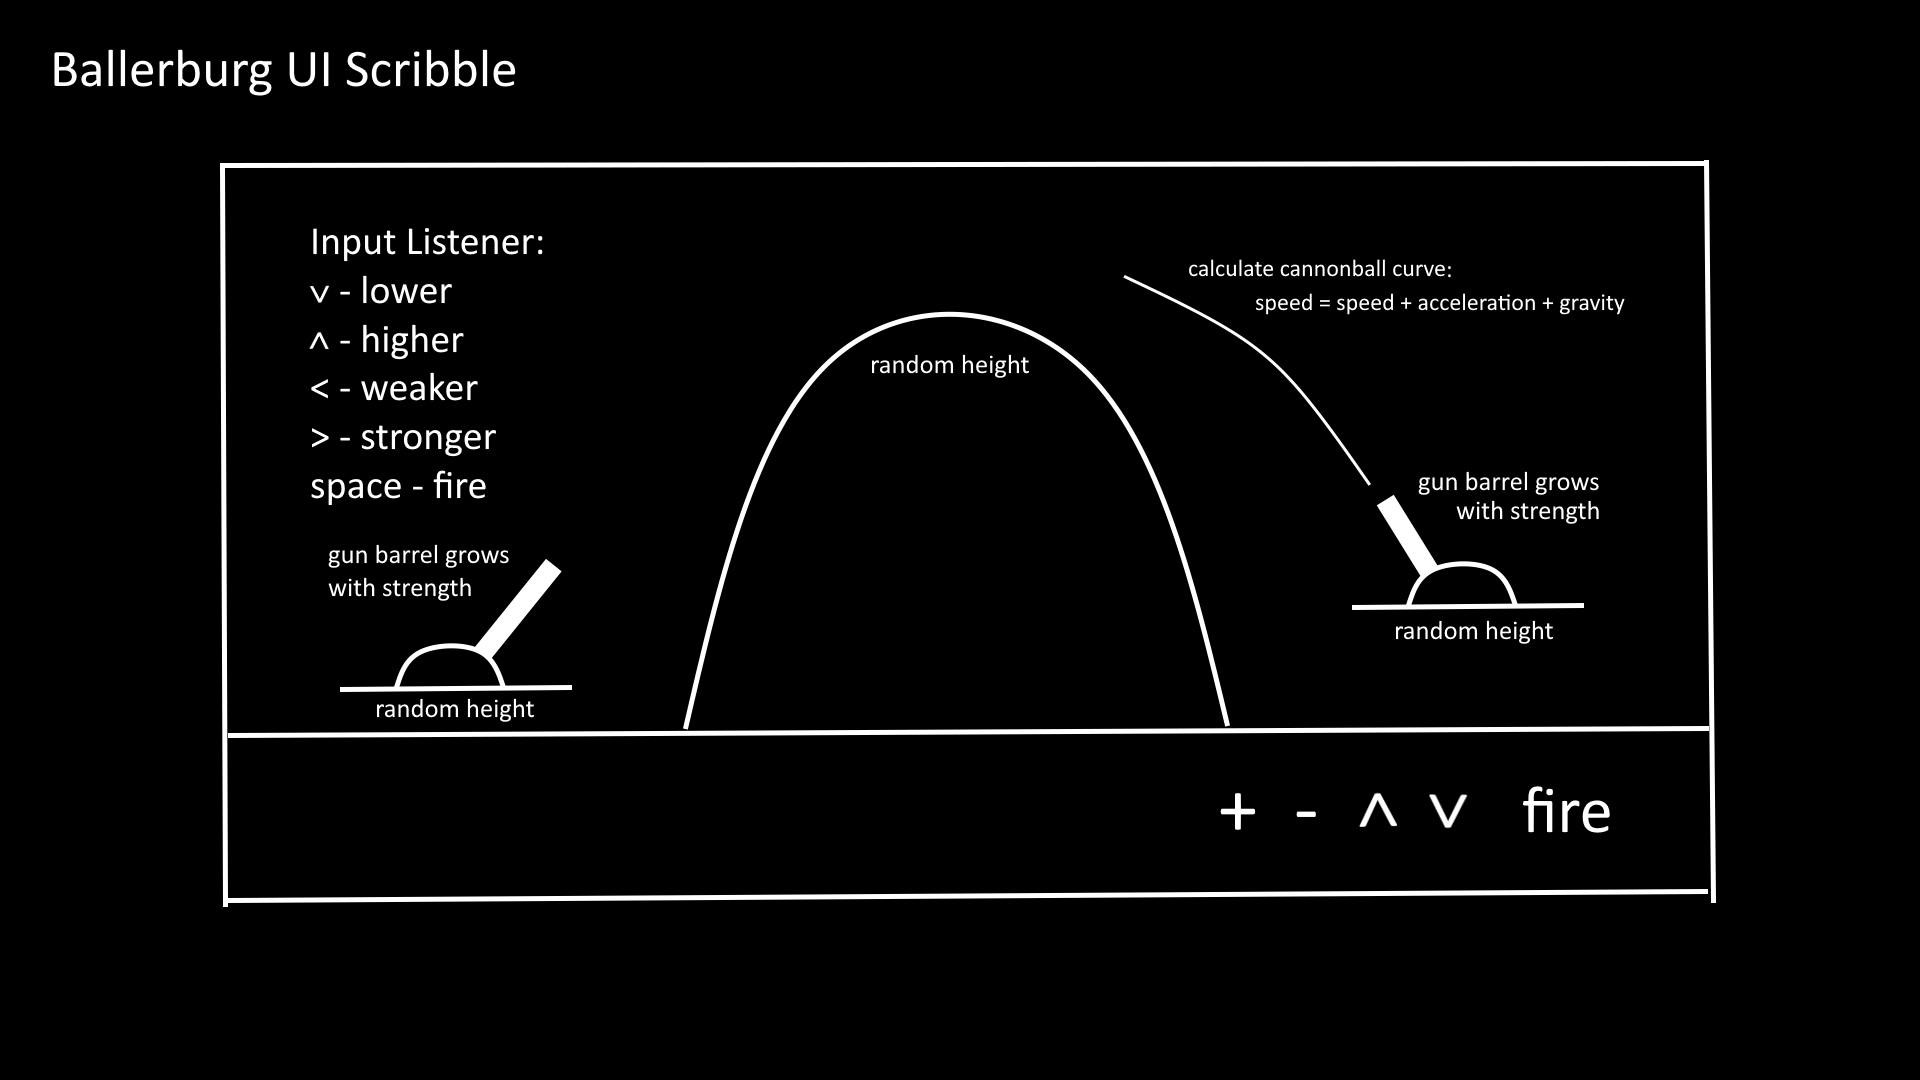 Ballerburg UI Scribble
Input Listener:
v - lower
^ - higher
< - weaker
> - stronger
space - fire
calculate cannonball curve:
speed = speed + acceleration + gravity
random height
gun barrel grows
with strength
gun barrel grows
with strength
random height
random height
+ - ^ v fire